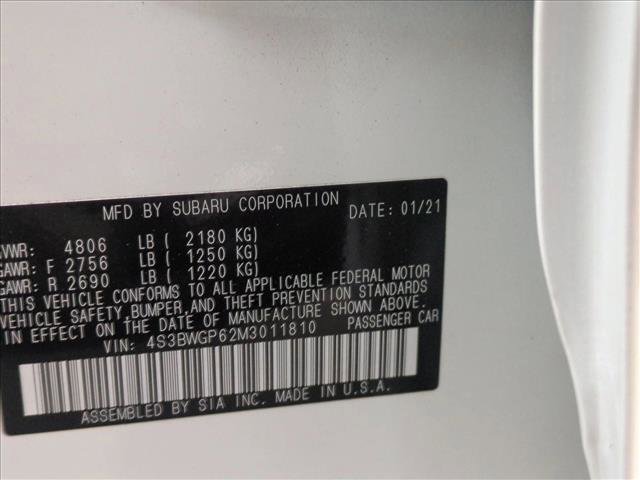 MFD BY SUBARU CORPORATION DATE: 01/21
VWR: 4806 LB ( 2180 KG)
GAWR: F 2756 LB ( 1250 KG)
GAWR: R 2690 LB ( 1220 KG)
THIS VEHICLE CONFORMS TO ALL APPLICABLE FEDERAL MOTOR
VEHICLE SAFETY, BUMPER, AND THEFT PREVENTION STANDARDS
IN EFFECT ON THE DATE OF MANUFACTURE SHOWN ABOVE.
VIN: 4S3BWGP62M3011810 PASSENGER CAR
ASSEMBLED BY SIA INC. MADE IN U.S.A.